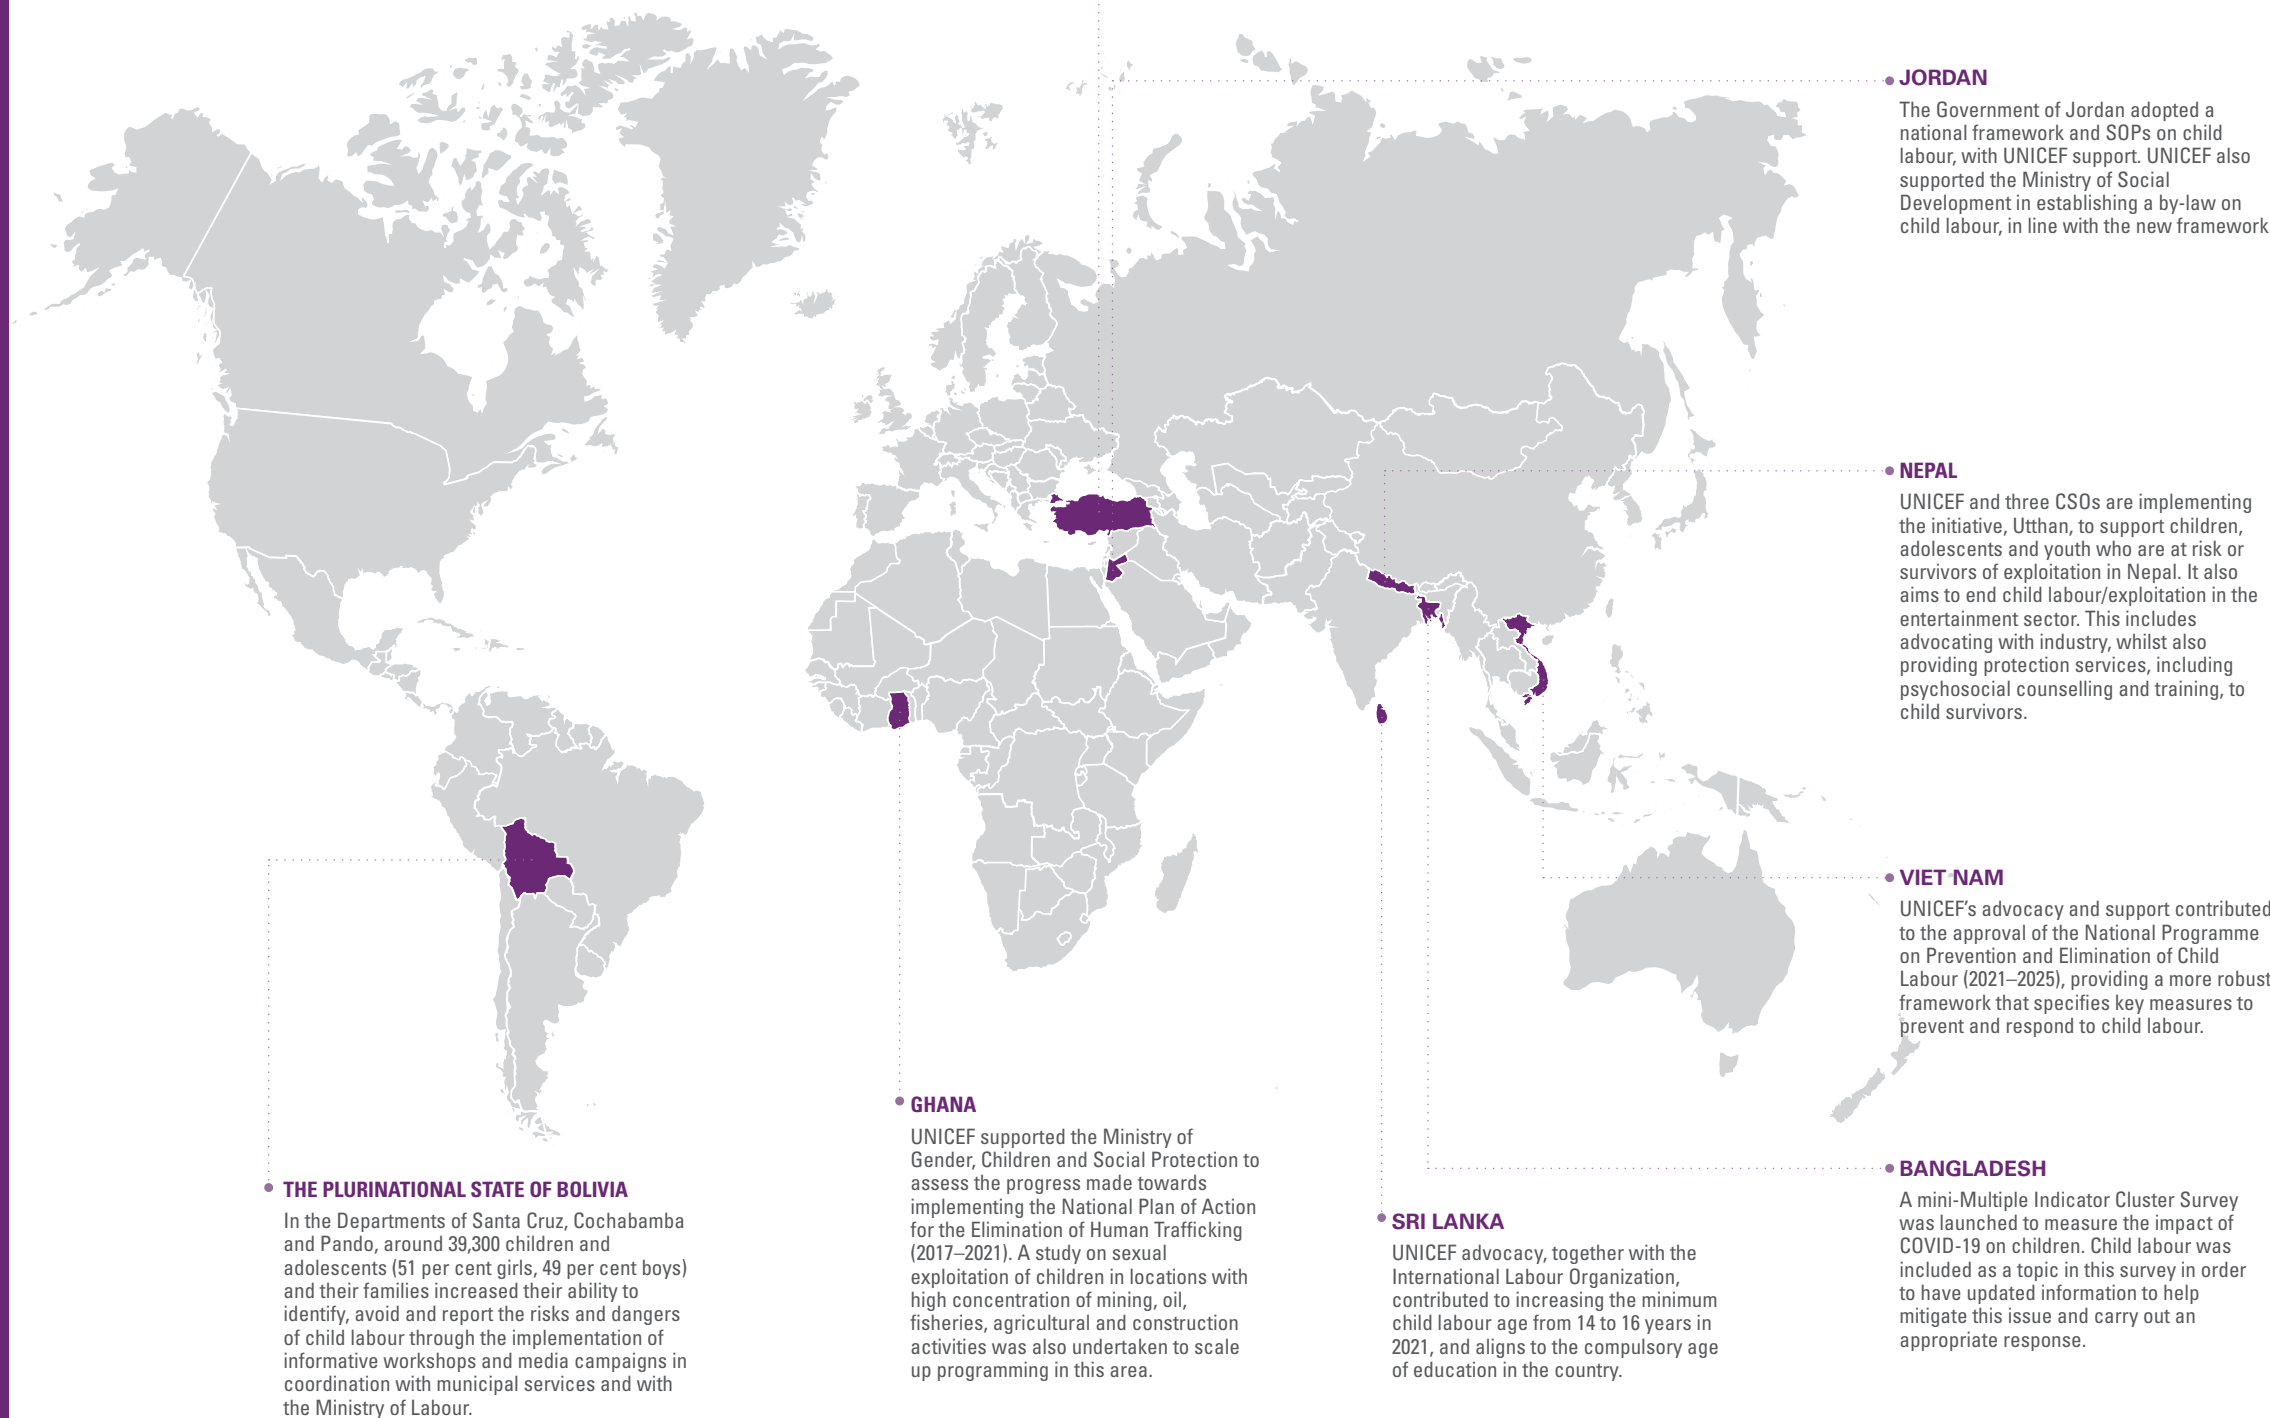 JORDAN
The Government of Jordan adopted a
national framework and SOPs on child
labour, with UNICEF support. UNICEF also
supported the Ministry of Social
Development in establishing a by-law on
child labour, in line with the new framework
NEPAL
UNICEF and three CSOs are implementing
the initiative, Utthan, to support children,
adolescents and youth who are at risk or
survivors of exploitation in Nepal. It also
aims to end child labour/exploitation in the
entertainment sector. This includes
advocating with industry, whilst also
providing protection services, including
psychosocial counselling and training, to
child survivors.
VIET NAM
UNICEF’s advocacy and support contributed
to the approval of the National Programme
on Prevention and Elimination of Child
Labour (2021–2025), providing a more robust
framework that specifies key measures to
prevent and respond to child labour.
BANGLADESH
A mini-Multiple Indicator Cluster Survey
was launched to measure the impact of
COVID-19 on children. Child labour was
included as a topic in this survey in order
to have updated information to help
mitigate this issue and carry out an
appropriate response.
GHANA
UNICEF supported the Ministry of
Gender, Children and Social Protection to
assess the progress made towards
implementing the National Plan of Action
for the Elimination of Human Trafficking
(2017–2021). A study on sexual
exploitation of children in locations with
high concentration of mining, oil,
fisheries, agricultural and construction
activities was also undertaken to scale
up programming in this area.
THE PLURINATIONAL STATE OF BOLIVIA
In the Departments of Santa Cruz, Cochabamba
and Pando, around 39,300 children and
adolescents (51 per cent girls, 49 per cent boys)
and their families increased their ability to
identify, avoid and report the risks and dangers
of child labour through the implementation of
informative workshops and media campaigns in
coordination with municipal services and with
the Ministry of Labour.
SRI LANKA
UNICEF advocacy, together with the
International Labour Organization,
contributed to increasing the minimum
child labour age from 14 to 16 years in
2021, and aligns to the compulsory age
of education in the country.